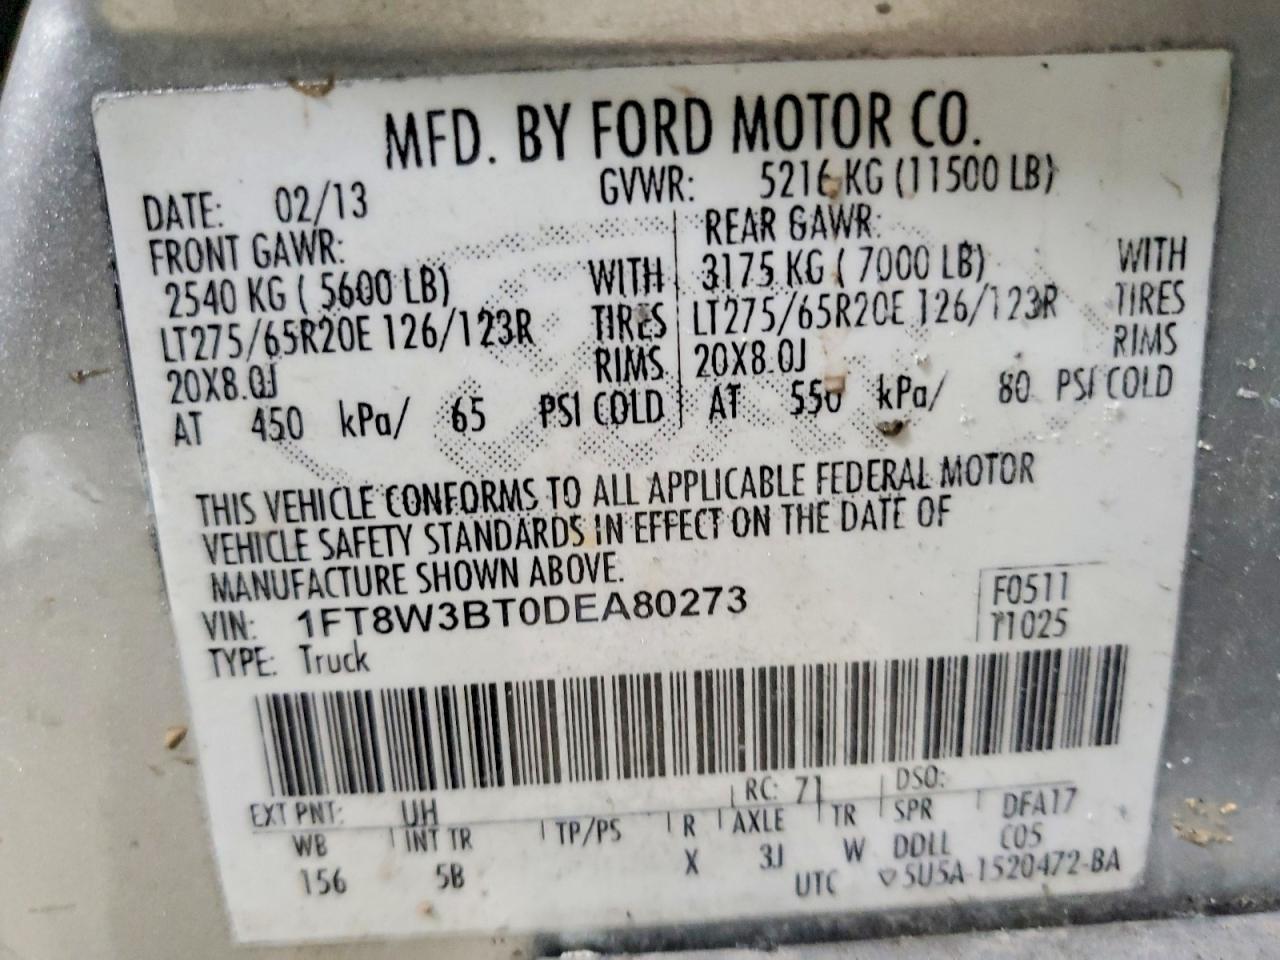 MFD. BY FORD MOTOR CO.
DATE: 02/13 GVWR: 5216 KG (11500 LB)
FRONT GAWR: REAR GAWR:
2540 KG ( 5600 LB) WITH 3175 KG ( 7000 LB) WITH
LT275/65R20E 126/123R TIRES LT275/65R20E 126/123R TIRES
20X8.0J RIMS 20X8.0J RIMS
AT 450 kPa/ 65 PSI COLD AT 550 kPa/ 80 PSI COLD
THIS VEHICLE CONFORMS TO ALL APPLICABLE FEDERAL MOTOR
VEHICLE SAFETY STANDARDS IN EFFECT ON THE DATE OF
MANUFACTURE SHOWN ABOVE.
VIN: 1FT8W3BT0DEA80273 F0511
TYPE: Truck T1025
EXT PNT: UH RC: 71 DSO:
WB INT TR TP/PS R AXLE TR SPR DFA17
156 5B X 3J W DDLL C05
UTC ▽5U5A-1520472-BA